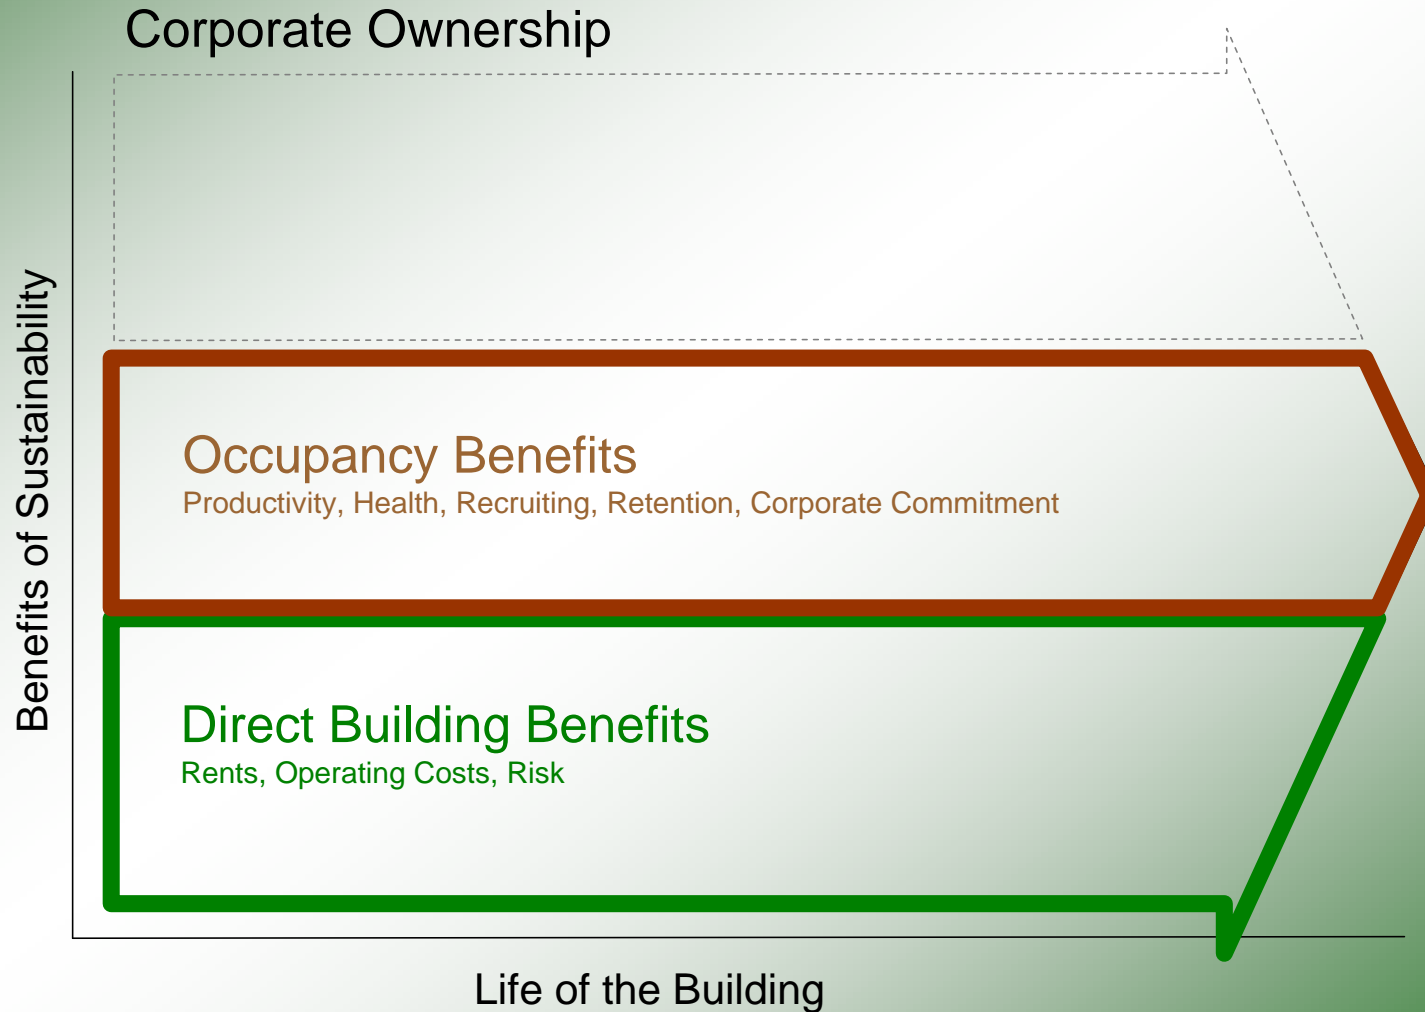 Corporate Ownership
Benefits of Sustainability
Occupancy Benefits
Productivity, Health, Recruiting, Retention, Corporate Commitment
Direct Building Benefits
Rents, Operating Costs, Risk
Life of the Building